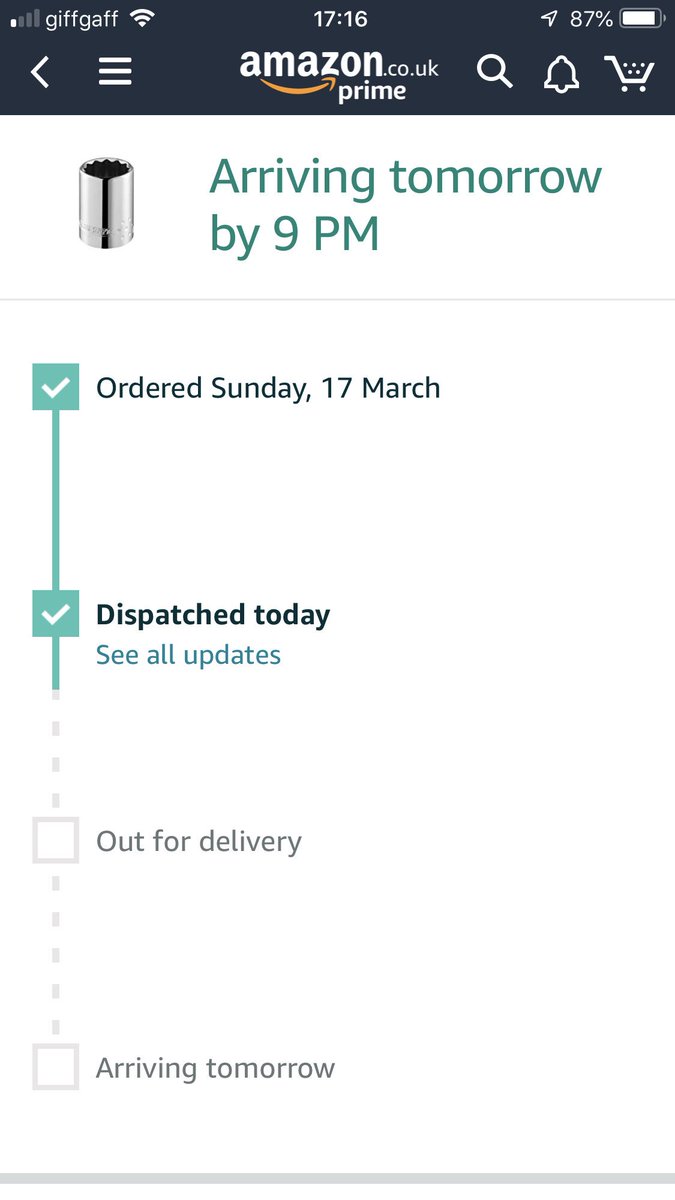 giffgaff 17:16 87%
amazon.co.uk
prime
Arriving tomorrow
by 9 PM
Ordered Sunday, 17 March
Dispatched today
See all updates
Out for delivery
Arriving tomorrow